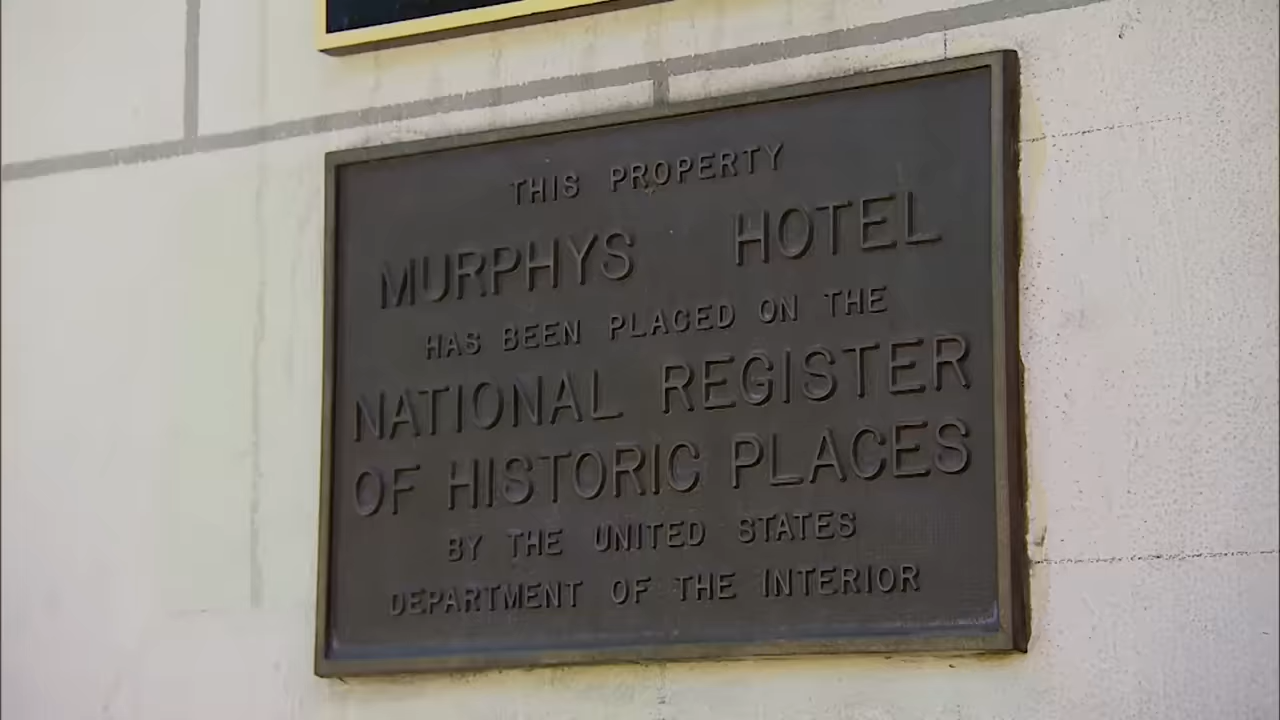 THIS PROPERTY
MURPHYS HOTEL
HAS BEEN PLACED ON THE
NATIONAL REGISTER
OF HISTORIC PLACES
BY THE UNITED STATES
DEPARTMENT OF THE INTERIOR